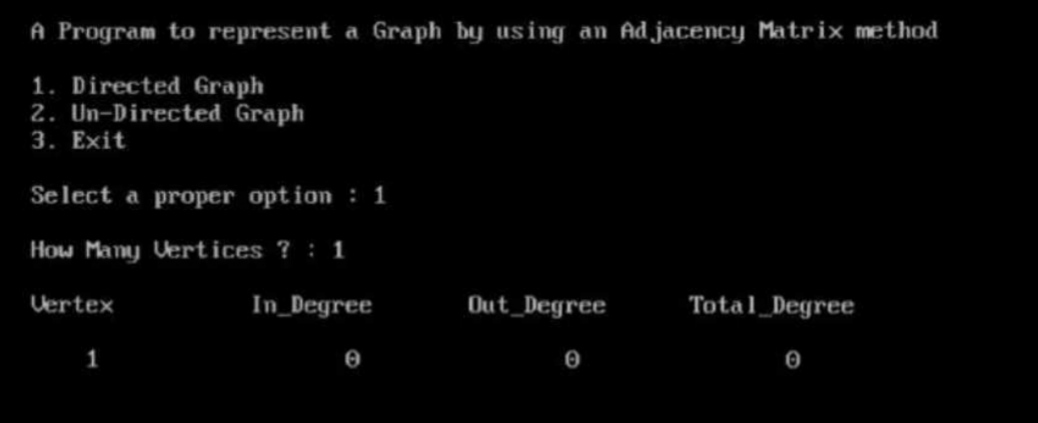 A Program to represent a Graph by using an Adjacency Matrix method
1. Directed Graph
2. Un-Directed Graph
3. Exit
Select a proper option : 1
How Many Vertices ? : 1
Vertex In_Degree Out_Degree Total_Degree
1 0 0 0